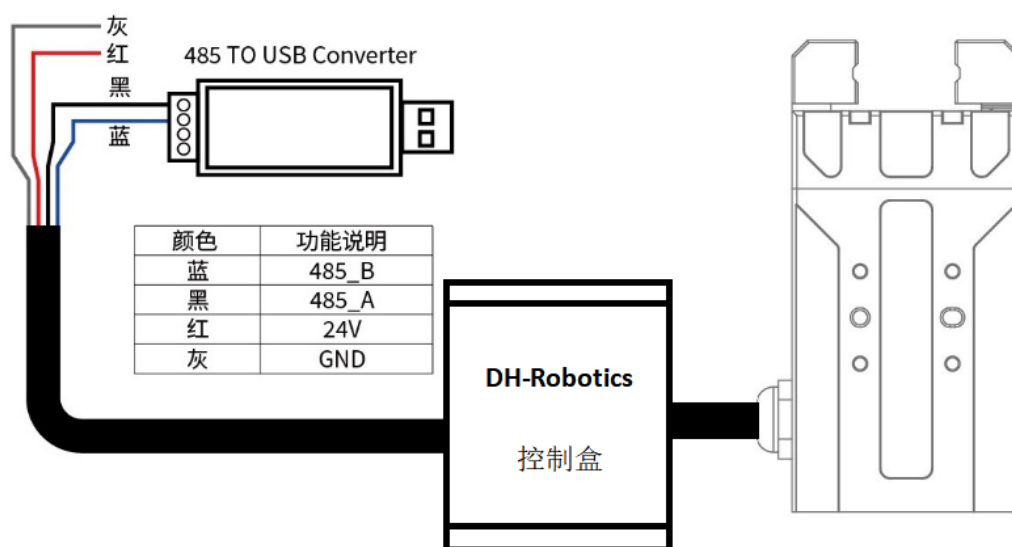 灰
红
485 TO USB Converter
黑
蓝
颜色 功能说明
蓝 485_B
黑 485_A
红 24V
灰 GND
DH-Robotics
控制盒